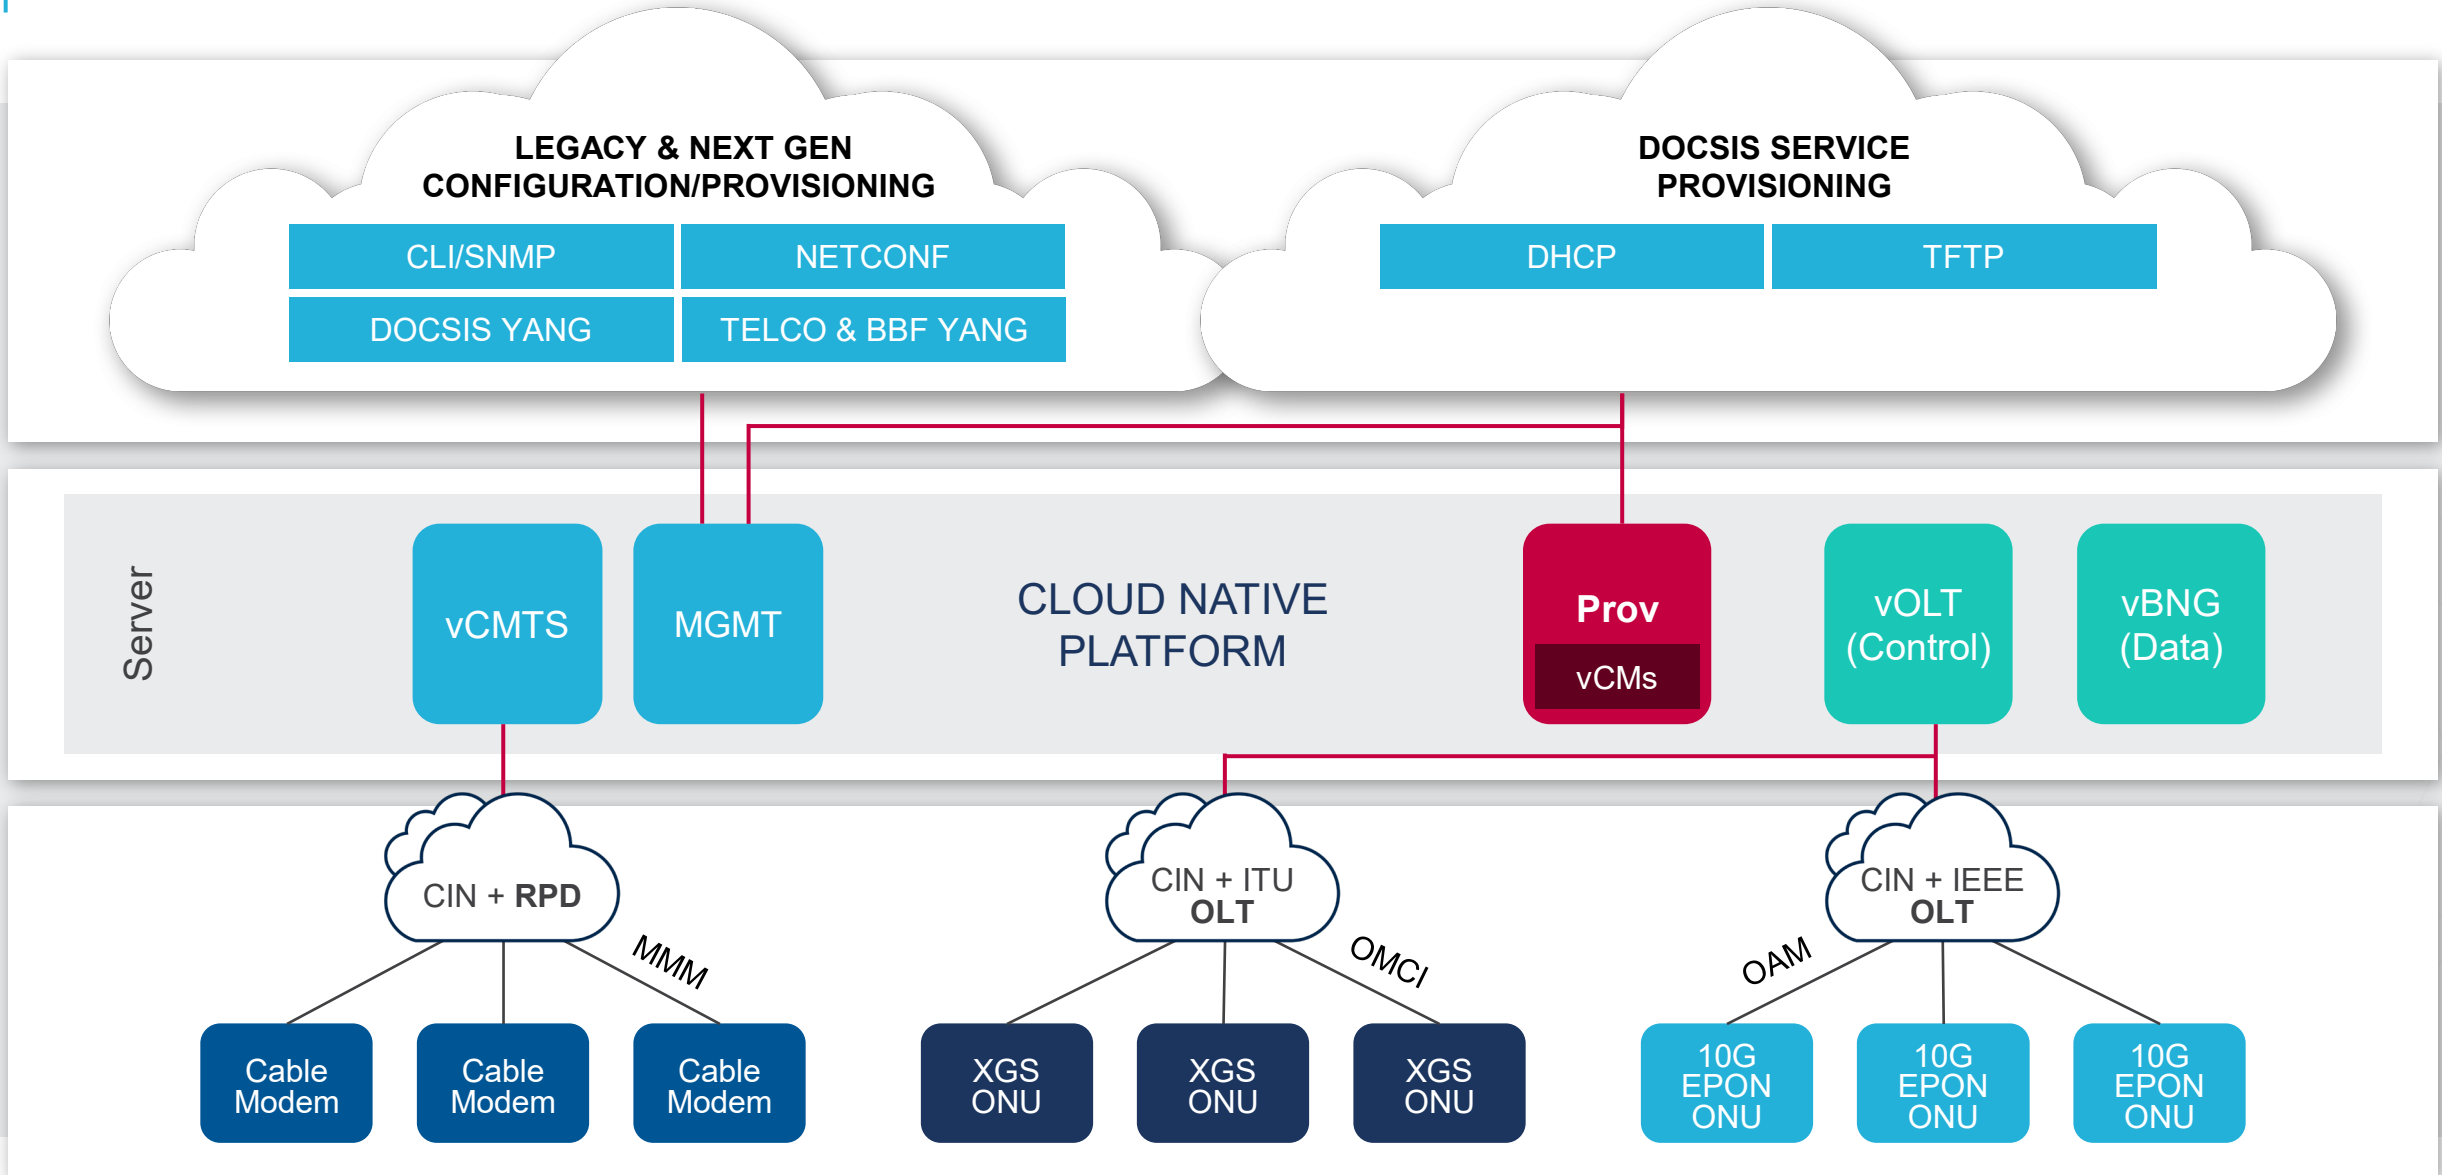 LEGACY & NEXT GEN
CONFIGURATION/PROVISIONING
CLI/SNMP
NETCONF
DOCSIS YANG
TELCO & BBF YANG
DOCSIS SERVICE
PROVISIONING
DHCP
TFTP
Server
vCMTS
MGMT
CLOUD NATIVE
PLATFORM
Prov
vCMs
vOLT
(Control)
vBNG
(Data)
CIN + RPD
MMM
CIN + ITU
OLT
OMCI
CIN + IEEE
OLT
OAM
Cable
Modem
Cable
Modem
Cable
Modem
XGS
ONU
XGS
ONU
XGS
ONU
10G
EPON
ONU
10G
EPON
ONU
10G
EPON
ONU